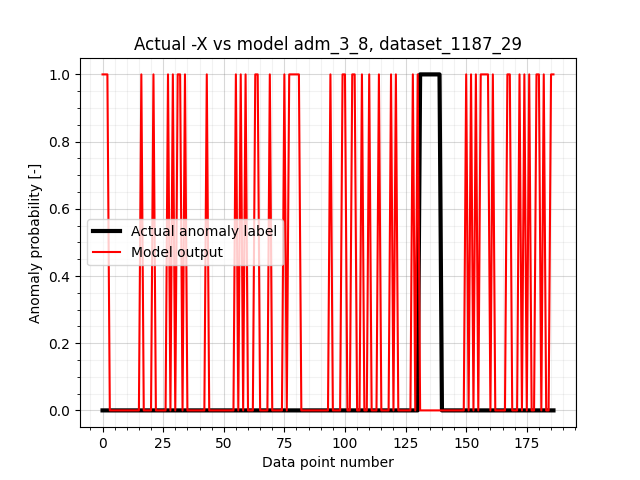 Actual -X vs model adm_3_8, dataset_1187_29
Anomaly probability [-]
1.0
0.8
0.6
0.4
0.2
0.0
Actual anomaly label
Model output
0 25 50 75 100 125 150 175
Data point number